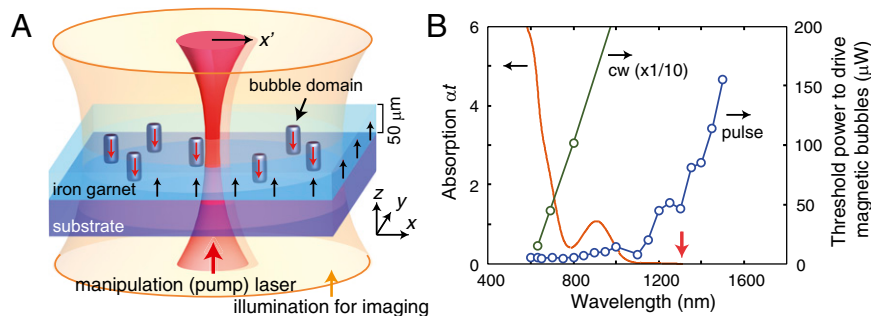 A
x'
bubble domain
50 μm
iron garnet
substrate
z
y
x
manipulation (pump) laser
illumination for imaging
B
6
4
2
0
Absorption αt
cw (x1/10)
pulse
200
150
100
50
0
Threshold power to drive
magnetic bubbles (μW)
400
800
1200
1600
Wavelength (nm)